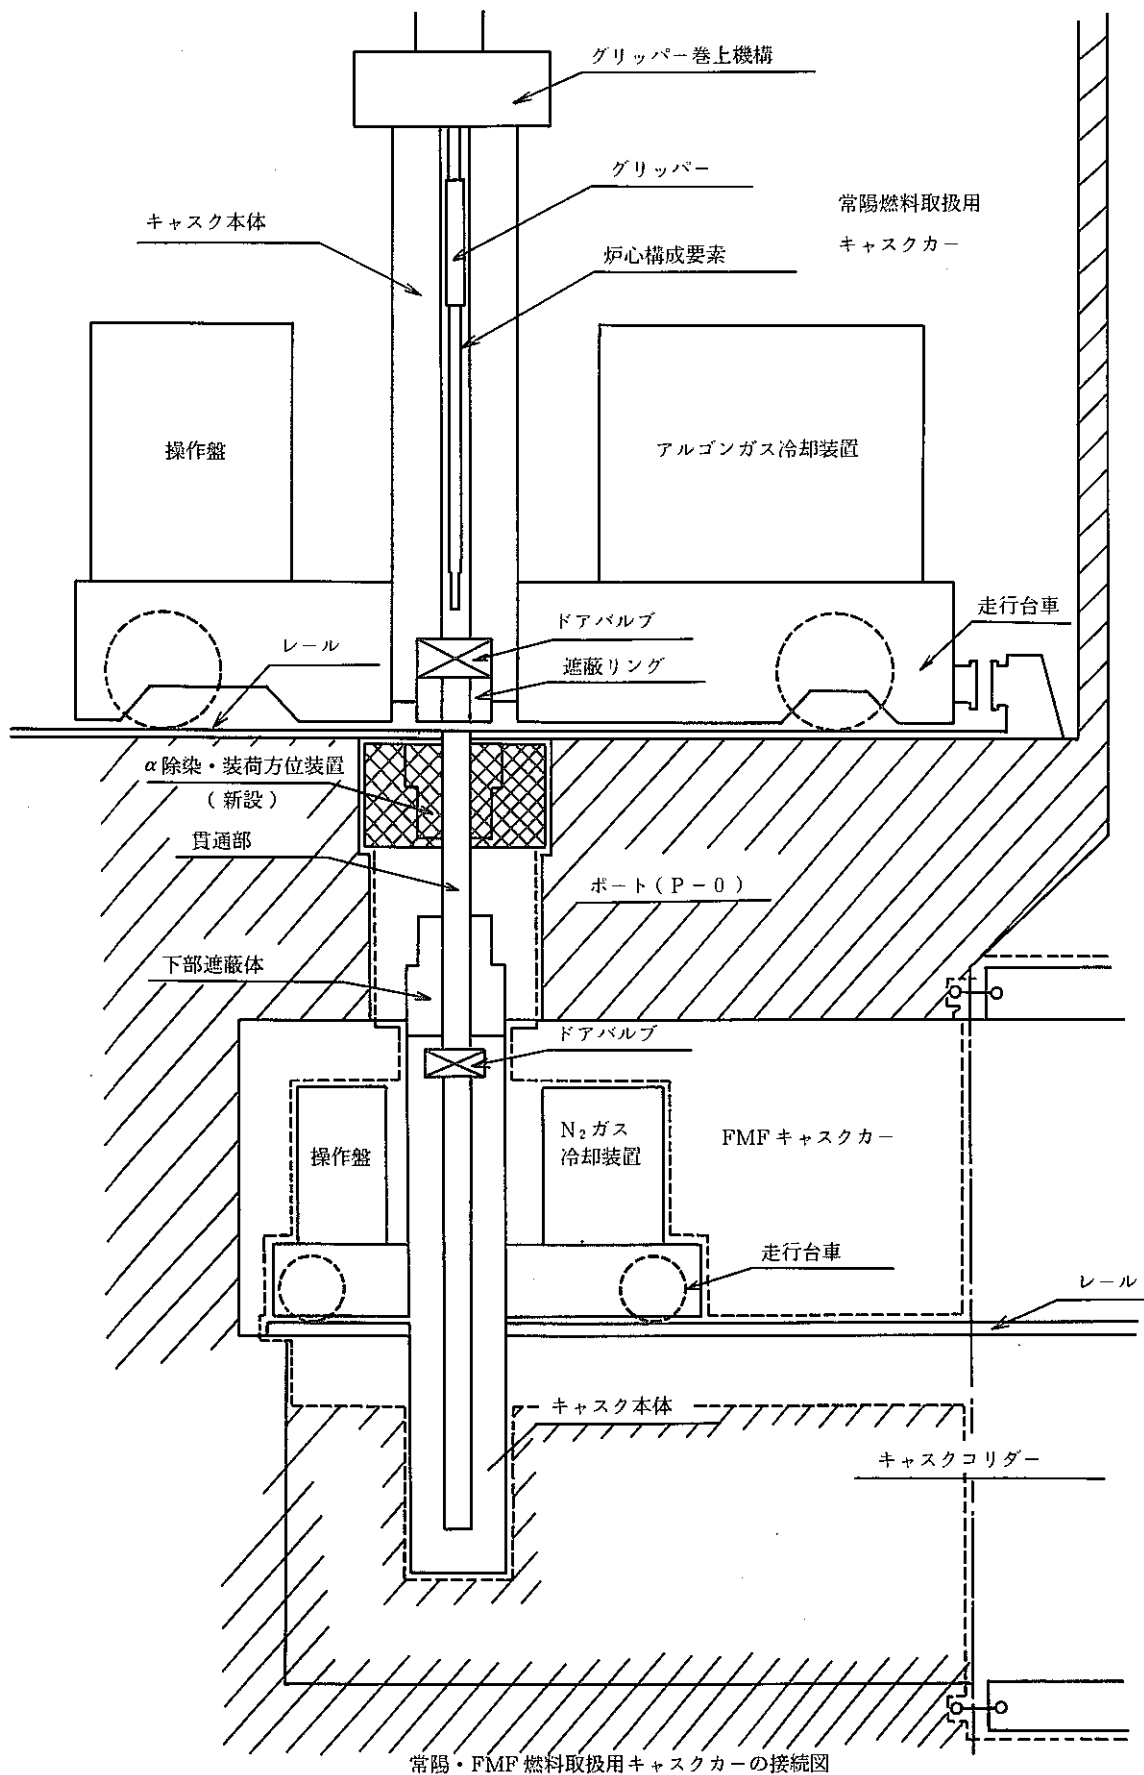 グリッパー巻上機構
グリッパー
常陽燃料取扱用
キャスクカー
キャスク本体
炉心構成要素
操作盤
アルゴンガス冷却装置
走行台車
ドアバルブ
レール
遮蔽リング
α除染・装荷方位装置
(新設)
貫通部
ポート(P-0)
下部遮蔽体
ドアバルブ
操作盤
N₂ガス
冷却装置
FMFキャスクカー
走行台車
レール
キャスク本体
キャスクコリダー
常陽・FMF燃料取扱用キャスクカーの接続図